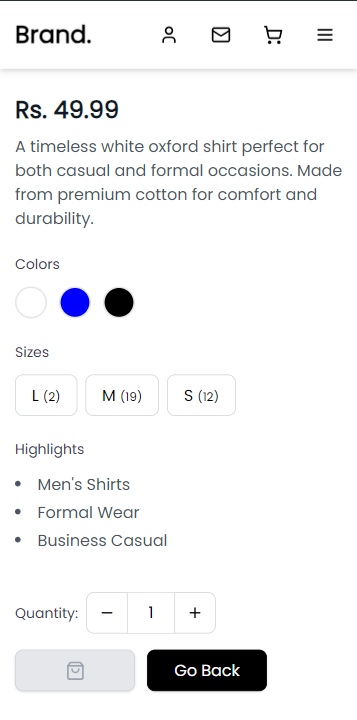 Brand.
Rs. 49.99
A timeless white oxford shirt perfect for
both casual and formal occasions. Made
from premium cotton for comfort and
durability.
Colors
Sizes
L (2) M (19) S (12)
Highlights
• Men's Shirts
• Formal Wear
• Business Casual
Quantity: − 1 +
Go Back